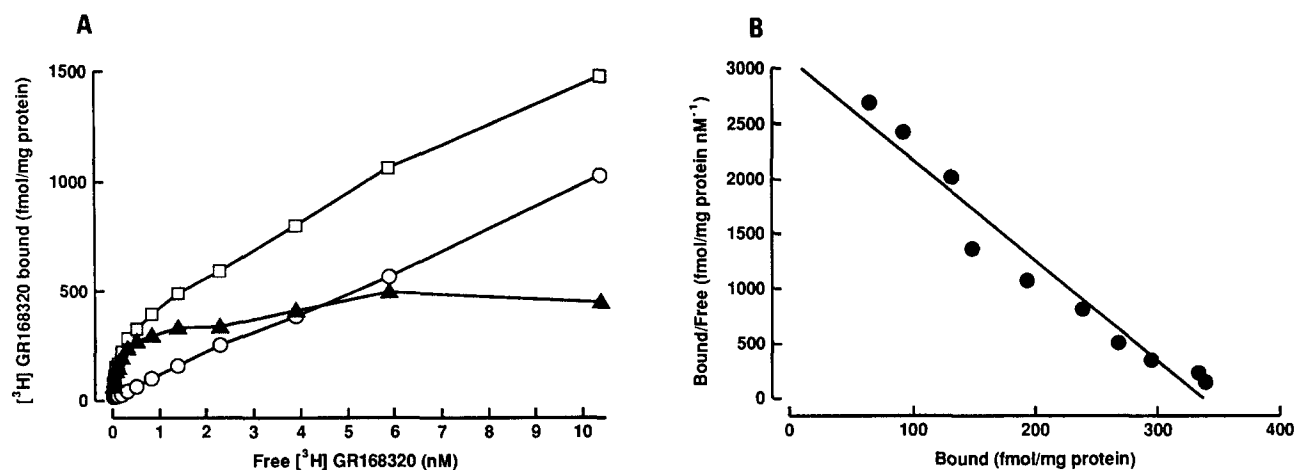 A
[³H] GR168320 bound (fmol/mg protein)
1500
1000
500
0
0 1 2 3 4 5 6 7 8 9 10
Free [³H] GR168320 (nM)
B
Bound/Free (fmol/mg protein nM⁻¹)
3000
2500
2000
1500
1000
500
0
0 100 200 300 400
Bound (fmol/mg protein)